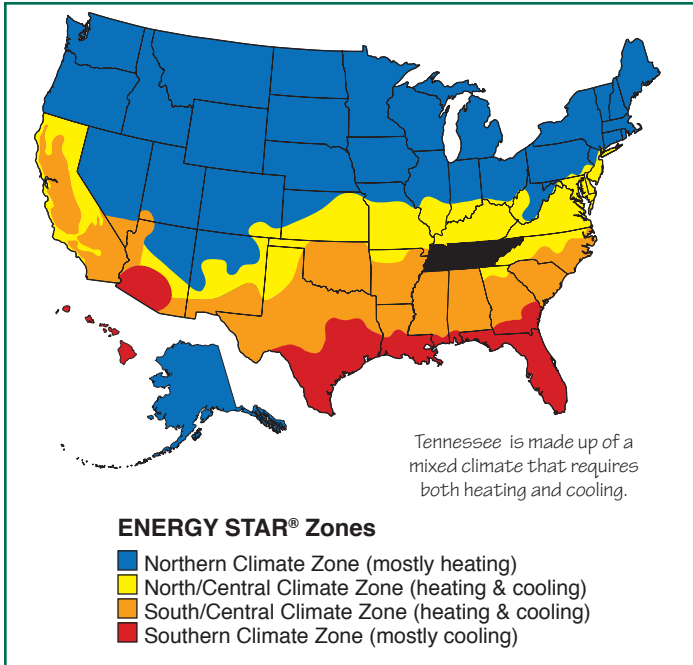 Tennessee is made up of a
mixed climate that requires
both heating and cooling.
ENERGY STAR® Zones
Northern Climate Zone (mostly heating)
North/Central Climate Zone (heating & cooling)
South/Central Climate Zone (heating & cooling)
Southern Climate Zone (mostly cooling)